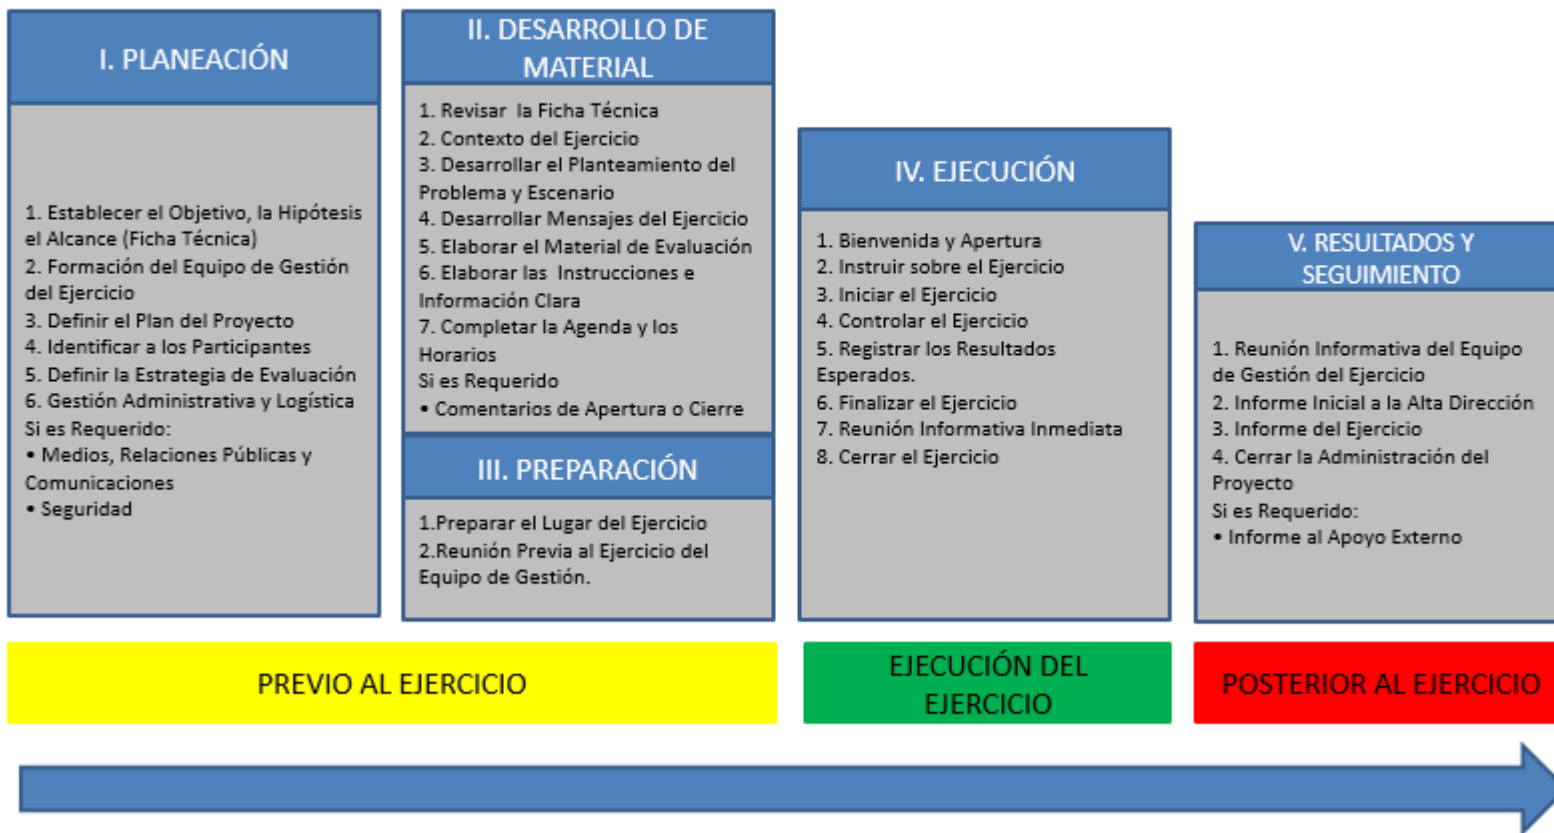 I. PLANEACIÓN
1. Establecer el Objetivo, la Hipótesis
el Alcance (Ficha Técnica)
2. Formación del Equipo de Gestión
del Ejercicio
3. Definir el Plan del Proyecto
4. Identificar a los Participantes
5. Definir la Estrategia de Evaluación
6. Gestión Administrativa y Logística
Si es Requerido:
• Medios, Relaciones Públicas y
Comunicaciones
• Seguridad
II. DESARROLLO DE
MATERIAL
1. Revisar la Ficha Técnica
2. Contexto del Ejercicio
3. Desarrollar el Planteamiento del
Problema y Escenario
4. Desarrollar Mensajes del Ejercicio
5. Elaborar el Material de Evaluación
6. Elaborar las Instrucciones e
Información Clara
7. Completar la Agenda y los
Horarios
Si es Requerido
• Comentarios de Apertura o Cierre
III. PREPARACIÓN
1.Preparar el Lugar del Ejercicio
2.Reunión Previa al Ejercicio del
Equipo de Gestión.
IV. EJECUCIÓN
1. Bienvenida y Apertura
2. Instruir sobre el Ejercicio
3. Iniciar el Ejercicio
4. Controlar el Ejercicio
5. Registrar los Resultados
Esperados.
6. Finalizar el Ejercicio
7. Reunión Informativa Inmediata
8. Cerrar el Ejercicio
V. RESULTADOS Y
SEGUIMIENTO
1. Reunión Informativa del Equipo
de Gestión del Ejercicio
2. Informe Inicial a la Alta Dirección
3. Informe del Ejercicio
4. Cerrar la Administración del
Proyecto
Si es Requerido:
• Informe al Apoyo Externo
PREVIO AL EJERCICIO
EJECUCIÓN DEL
EJERCICIO
POSTERIOR AL EJERCICIO